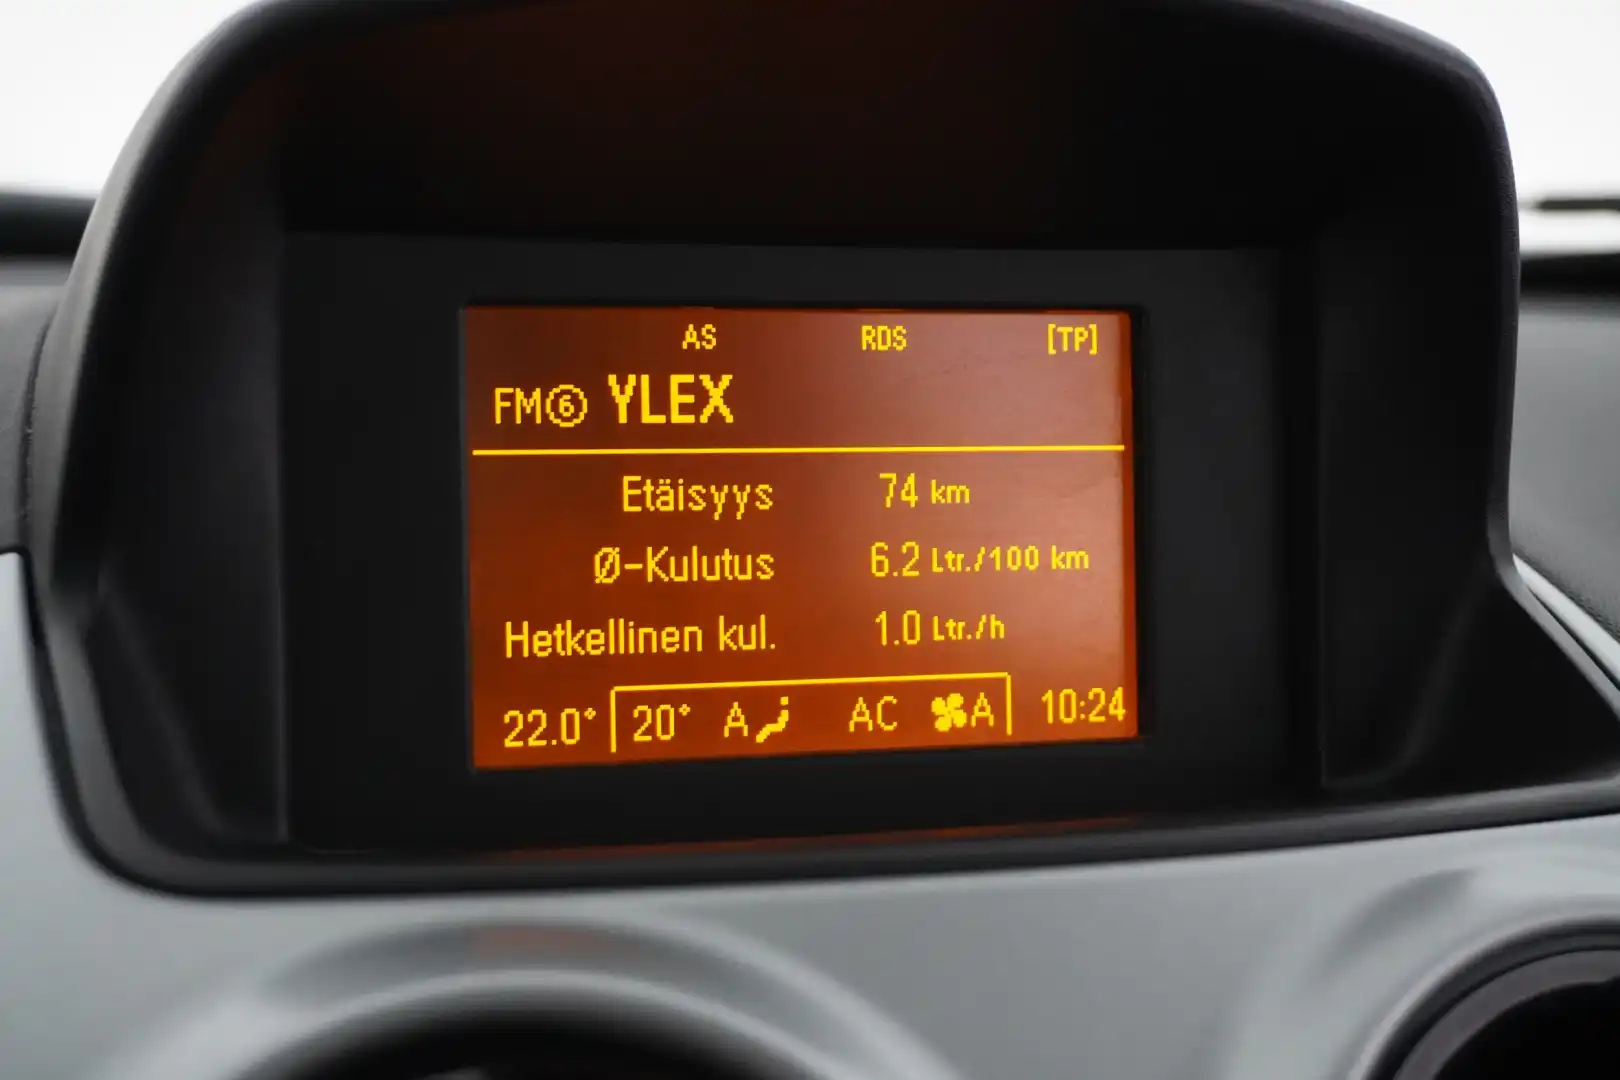 AS RDS [TP]
FM⑥ YLEX
Etäisyys 74 km
Ø-Kulutus 6.2 Ltr./100 km
Hetkellinen kul. 1.0 Ltr./h
22.0° 20° A AC A 10:24